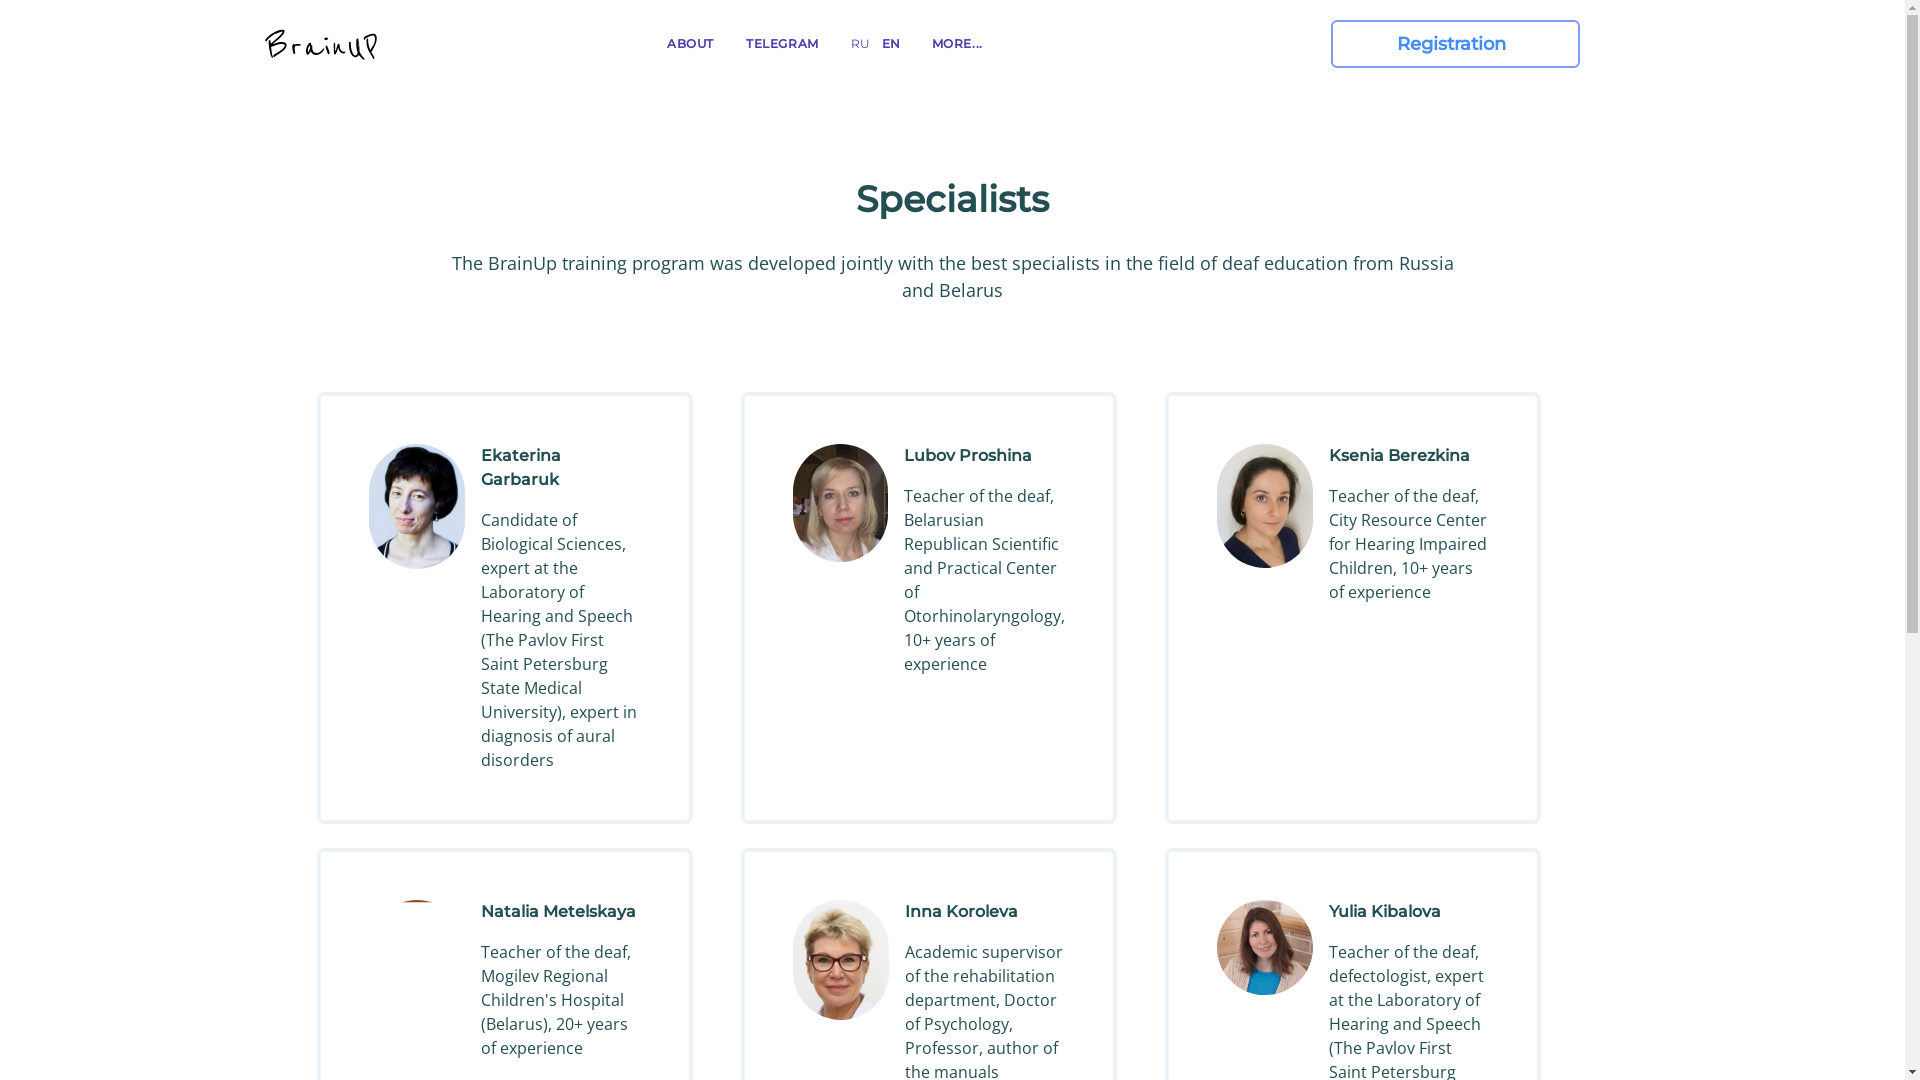 BrainUP
ABOUT
TELEGRAM
RU
EN
MORE...
Registration
Specialists
The BrainUp training program was developed jointly with the best specialists in the field of deaf education from Russia
and Belarus
Ekaterina
Garbaruk
Candidate of
Biological Sciences,
expert at the
Laboratory of
Hearing and Speech
(The Pavlov First
Saint Petersburg
State Medical
University), expert in
diagnosis of aural
disorders
Lubov Proshina
Teacher of the deaf,
Belarusian
Republican Scientific
and Practical Center
of
Otorhinolaryngology,
10+ years of
experience
Ksenia Berezkina
Teacher of the deaf,
City Resource Center
for Hearing Impaired
Children, 10+ years
of experience
Natalia Metelskaya
Teacher of the deaf,
Mogilev Regional
Children's Hospital
(Belarus), 20+ years
of experience
Inna Koroleva
Academic supervisor
of the rehabilitation
department, Doctor
of Psychology,
Professor, author of
the manuals
Yulia Kibalova
Teacher of the deaf,
defectologist, expert
at the Laboratory of
Hearing and Speech
(The Pavlov First
Saint Petersburg